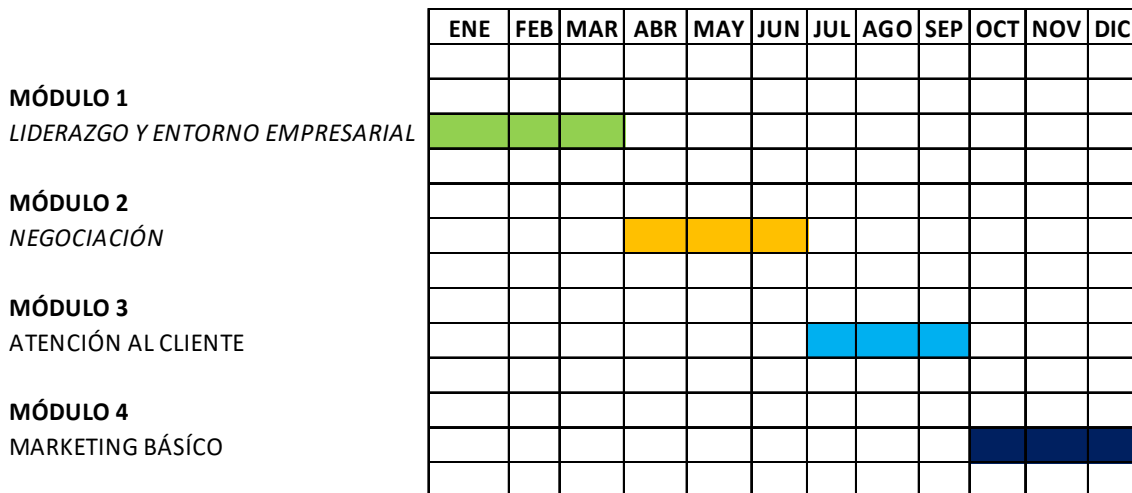 ENE FEB MAR ABR MAY JUN JUL AGO SEP OCT NOV DIC
MÓDULO 1
LIDERAZGO Y ENTORNO EMPRESARIAL
MÓDULO 2
NEGOCIACIÓN
MÓDULO 3
ATENCIÓN AL CLIENTE
MÓDULO 4
MARKETING BÁSÍCO